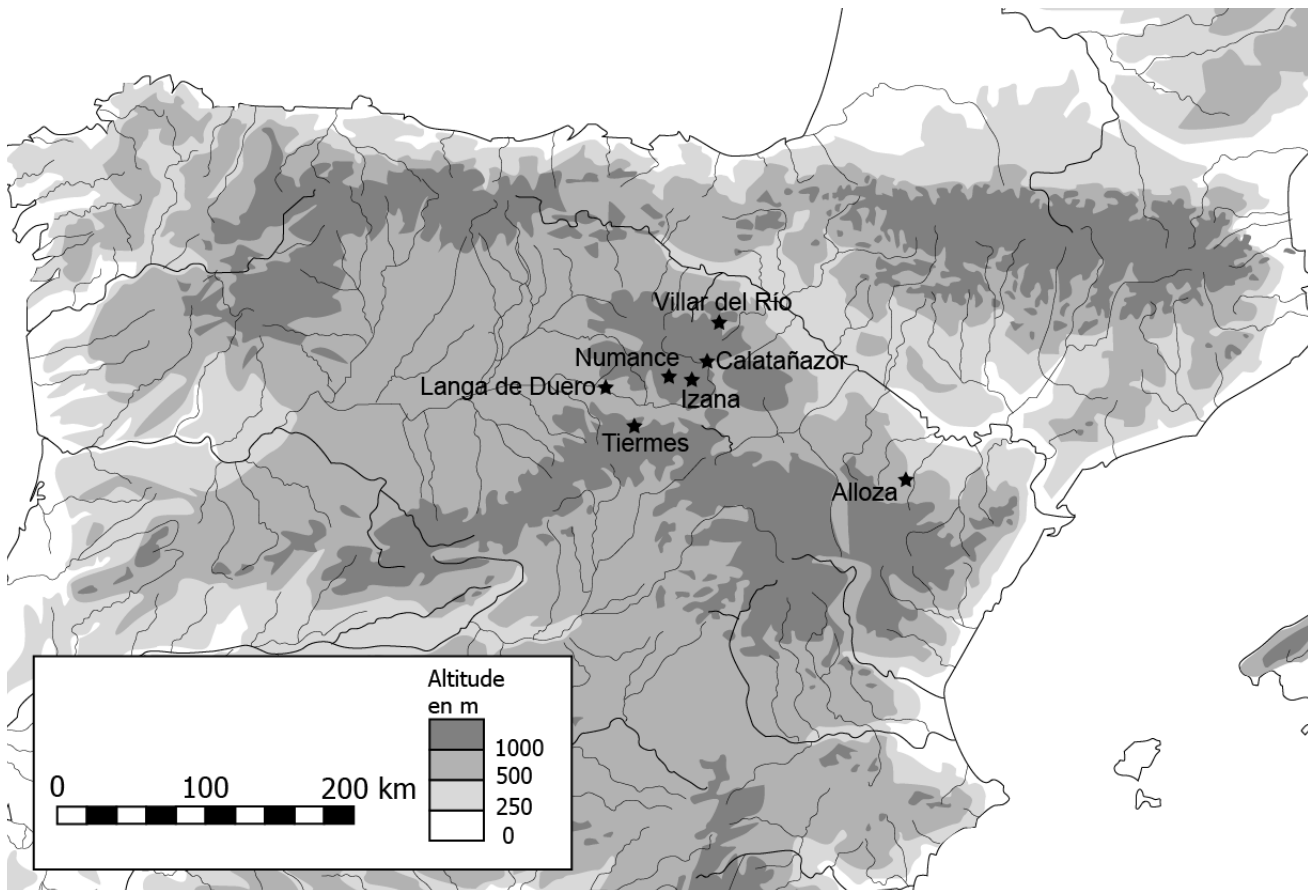 Villar del Río
Numance
Calatañazor
Langa de Duero
Izana
Tiermes
Alloza
Altitude
en m
1000
500
250
0
0 100 200 km